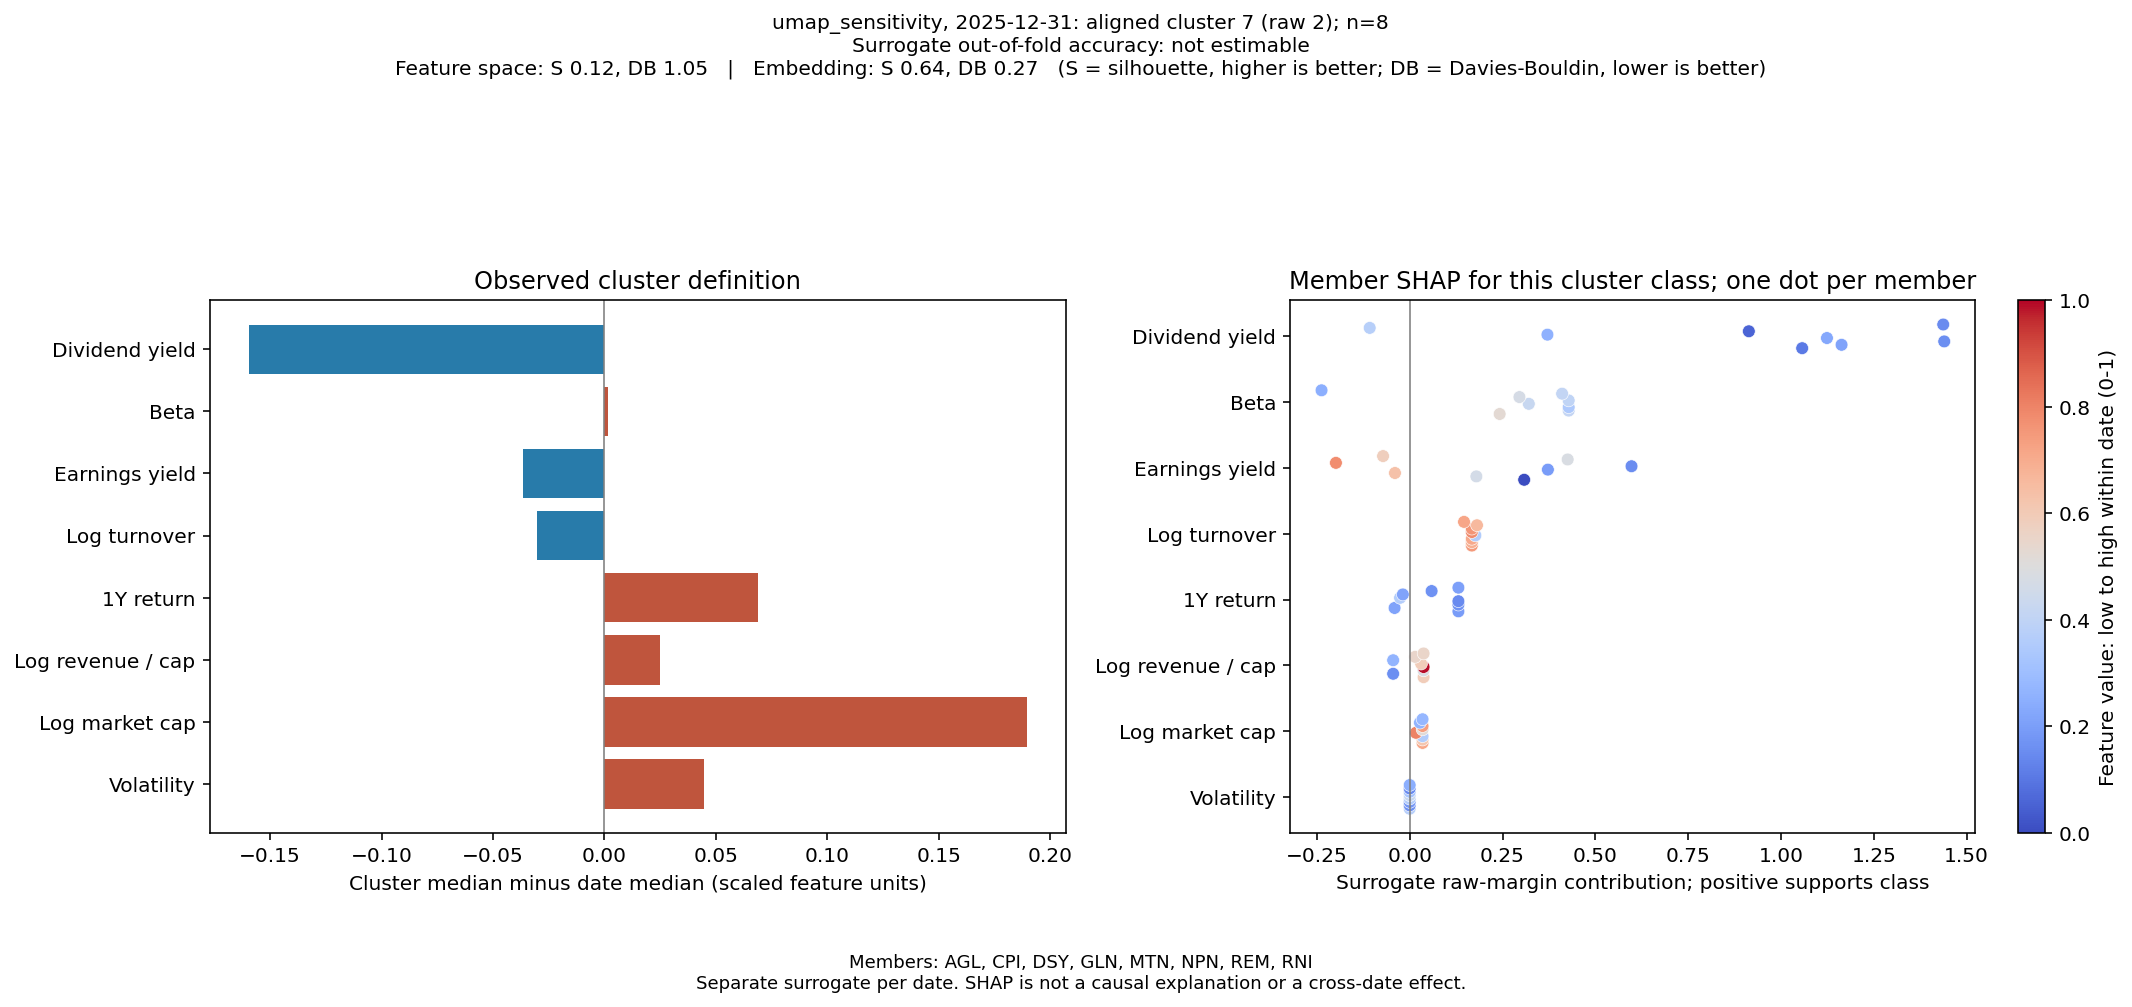 umap_sensitivity, 2025-12-31: aligned cluster 7 (raw 2); n=8
Surrogate out-of-fold accuracy: not estimable
Feature space: S 0.12, DB 1.05   |   Embedding: S 0.64, DB 0.27   (S = silhouette, higher is better; DB = Davies-Bouldin, lower is better)
Observed cluster definition
Dividend yield
Beta
Earnings yield
Log turnover
1Y return
Log revenue / cap
Log market cap
Volatility
−0.15 −0.10 −0.05 0.00 0.05 0.10 0.15 0.20
Cluster median minus date median (scaled feature units)
Member SHAP for this cluster class; one dot per member
Dividend yield
Beta
Earnings yield
Log turnover
1Y return
Log revenue / cap
Log market cap
Volatility
−0.25 0.00 0.25 0.50 0.75 1.00 1.25 1.50
Surrogate raw-margin contribution; positive supports class
1.0
0.8
0.6
0.4
0.2
0.0
Feature value: low to high within date (0-1)
Members: AGL, CPI, DSY, GLN, MTN, NPN, REM, RNI
Separate surrogate per date. SHAP is not a causal explanation or a cross-date effect.